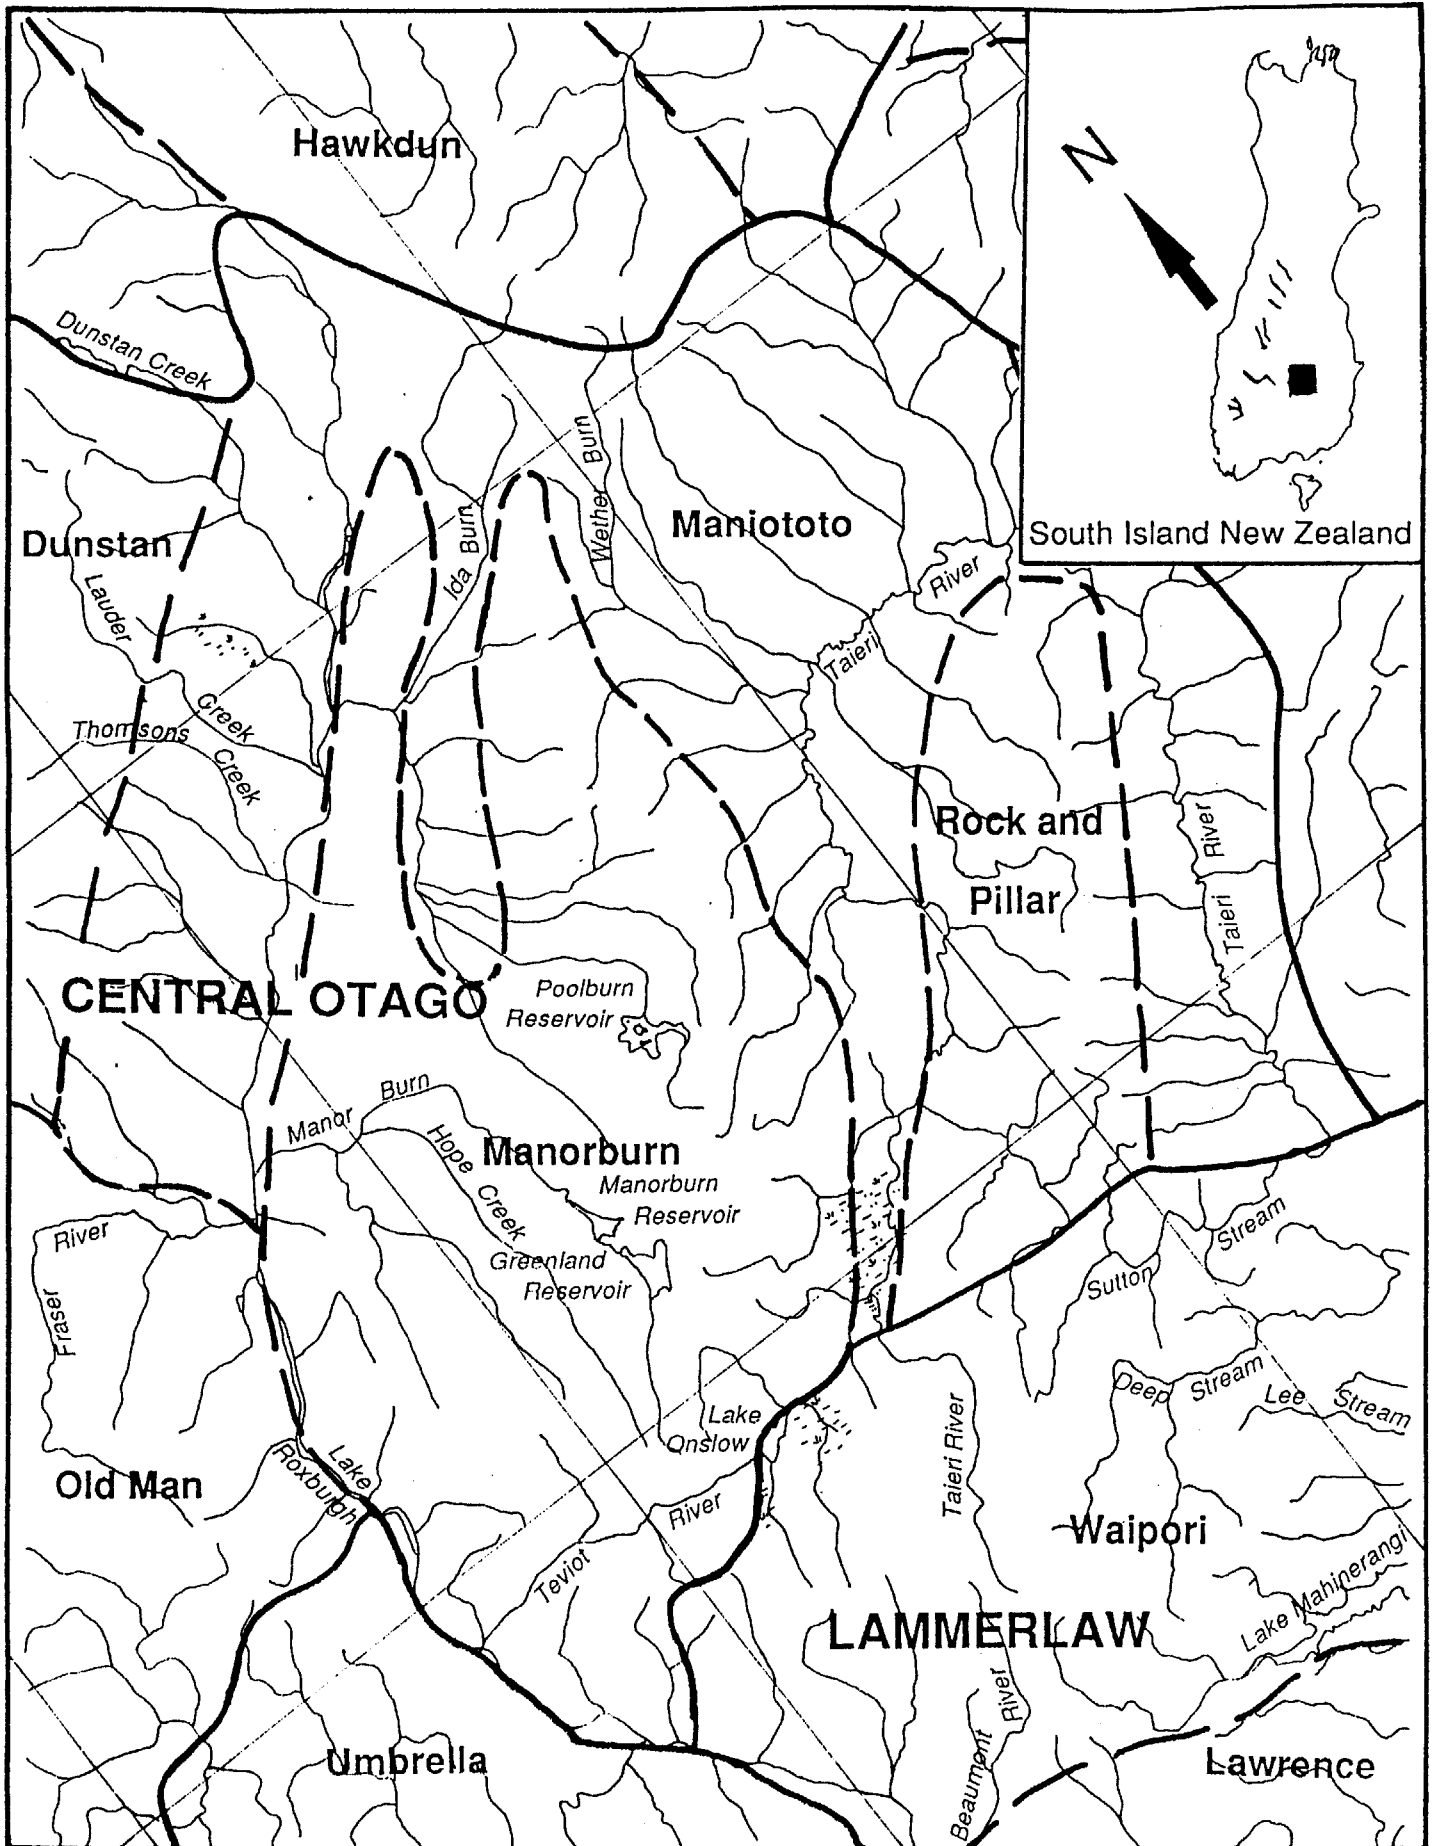 Hawkdun
N
Dunstan Creek
South Island New Zealand
Burn
Wether
Maniototo
Dunstan
Ida Burn
River
Taieri
Lauder
Creek
Thomsons
Creek
Rock and
Pillar
River
Taieri
CENTRAL OTAGO
Poolburn
Reservoir
Manor Burn
Hope Creek
Manorburn
Manorburn
Reservoir
Greenland
Reservoir
River
Fraser
Stream
Sutton
Deep Stream
Lee Stream
Lake
Onslow
Taieri River
Lake
Roxburgh
Old Man
River
Teviot
Waipori
Lake Mahinerangi
LAMMERLAW
River
Beaumont
Umbrella
Lawrence